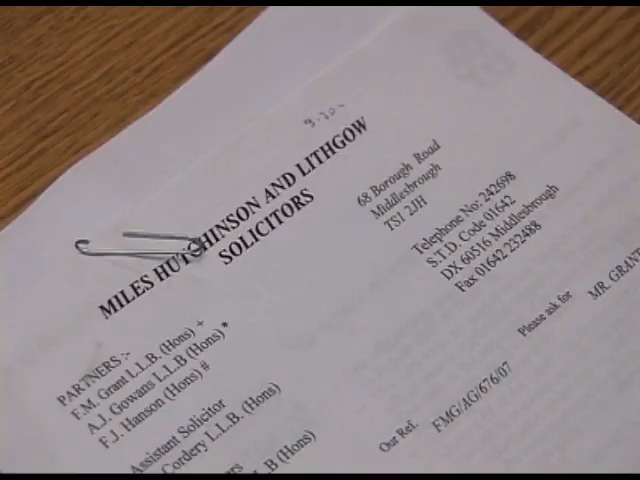 MILES HUTCHINSON AND LITHGOW
SOLICITORS
68 Borough Road
Middlesbrough
TS1 2JH
Telephone No: 242698
S.T.D. Code 01642
DX 60516 Middlesbrough
Fax 01642 252488
PARTNERS :-
F.M. Grant L.L.B. (Hons) +
A.J. Gowans L.L.B (Hons) *
F.J. Hanson (Hons) #
Assistant Solicitor
Cordery L.L.B. (Hons)
L.B (Hons)
Please ask for
MR. GRANT
Our Ref.
FMG/AG/676/07